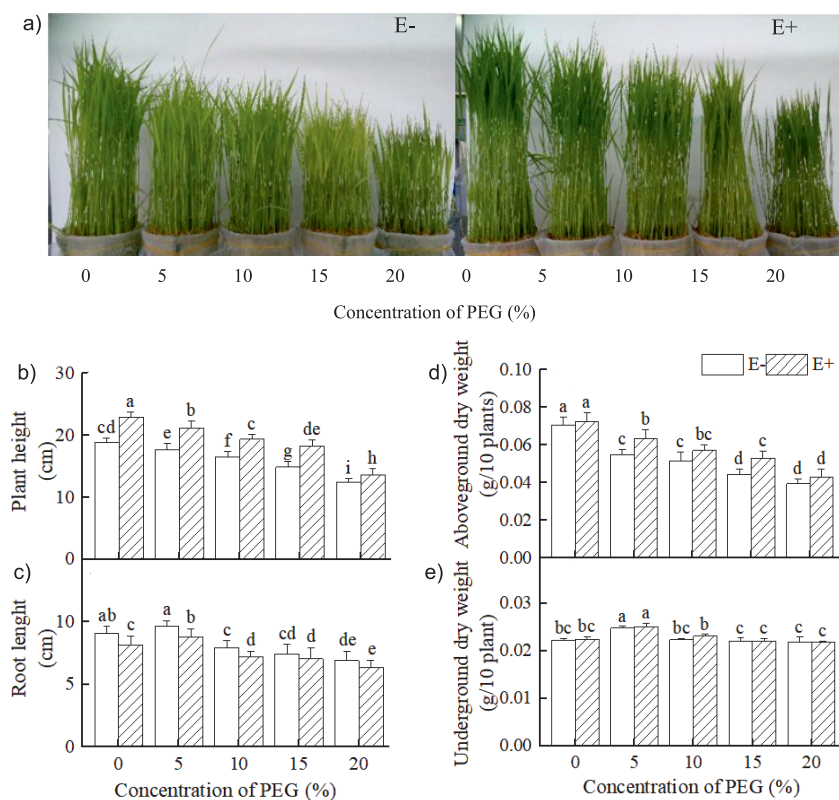 a)
E-
E+
0 5 10 15 20 0 5 10 15 20
Concentration of PEG (%)
b)
Plant height
(cm)
30
20
10
0
cd a e b f c g de i h
c)
Root lenght
(cm)
10
5
0
ab c a b c d cd d de e
0 5 10 15 20
Concentration of PEG (%)
d)
Aboveground dry weight
(g/10 plants)
E- E+
0.10
0.08
0.06
0.04
0.02
0.00
a a c b c bc d c d d
e)
Underground dry weight
(g/10 plant)
0.03
0.02
0.01
0.00
bc bc a a bc b c c c c
0 5 10 15 20
Concentration of PEG (%)